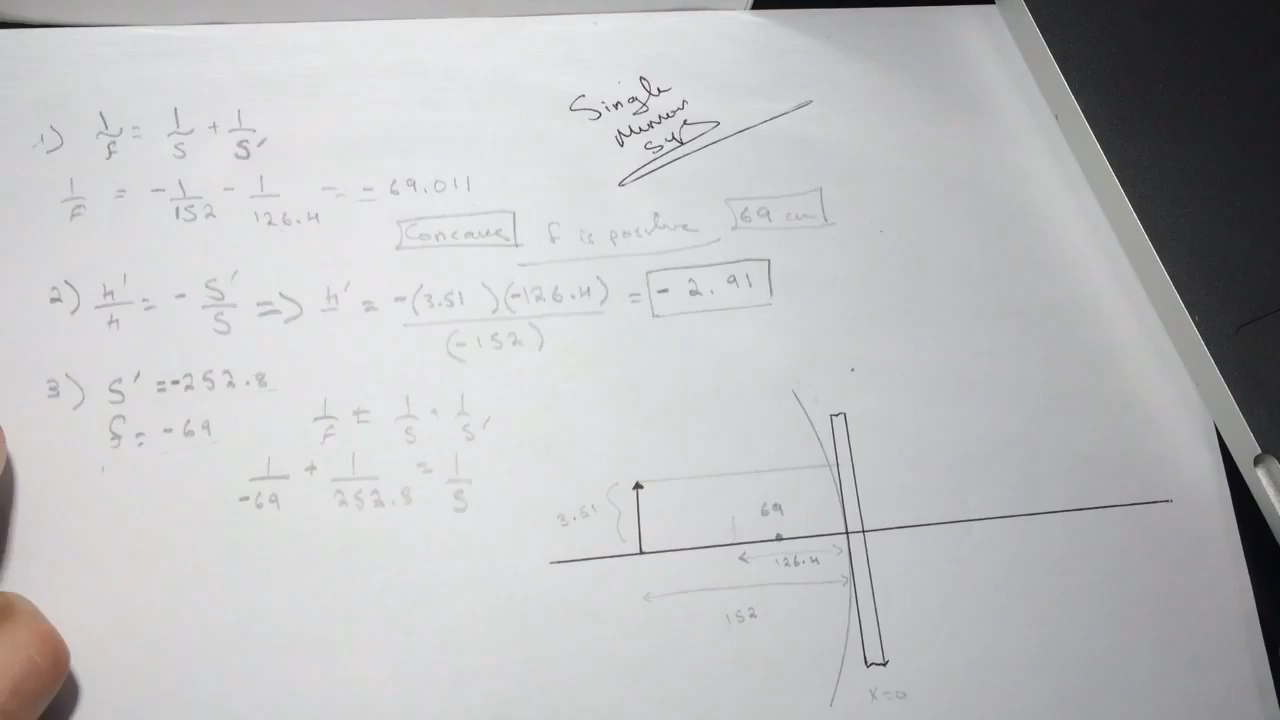 Single
Mirror
Sys
1) 1/F = 1/S + 1/S'
1/F = -1/152 - 1/126.4 = = 69.011
Concave f is positive 69 cm
2) h'/h = - S'/S => h' = -(3.51)(-126.4)/(-152) = - 2.91
3) S' = -252.8
f = -69
1/F = 1/S + 1/S'
1/-69 + 1/252.8 = 1/S
3.51
69
126.4
152
X=0